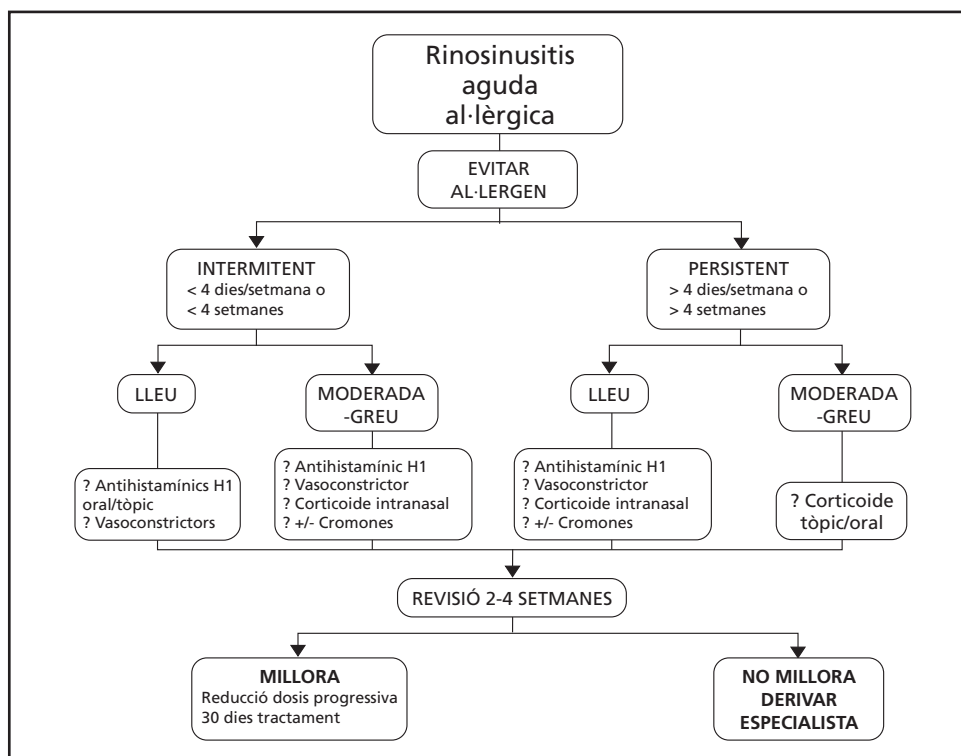 Rinosinusitis
aguda
al·lèrgica
EVITAR
AL·LERGEN
INTERMITENT
< 4 dies/setmana o
< 4 setmanes
PERSISTENT
> 4 dies/setmana o
> 4 setmanes
LLEU
MODERADA
-GREU
LLEU
MODERADA
-GREU
? Antihistamínics H1
oral/tòpic
? Vasoconstrictors
? Antihistamínic H1
? Vasoconstrictor
? Corticoide intranasal
? +/- Cromones
? Antihistamínic H1
? Vasoconstrictor
? Corticoide intranasal
? +/- Cromones
? Corticoide
tòpic/oral
REVISIÓ 2-4 SETMANES
MILLORA
Reducció dosis progressiva
30 dies tractament
NO MILLORA
DERIVAR
ESPECIALISTA